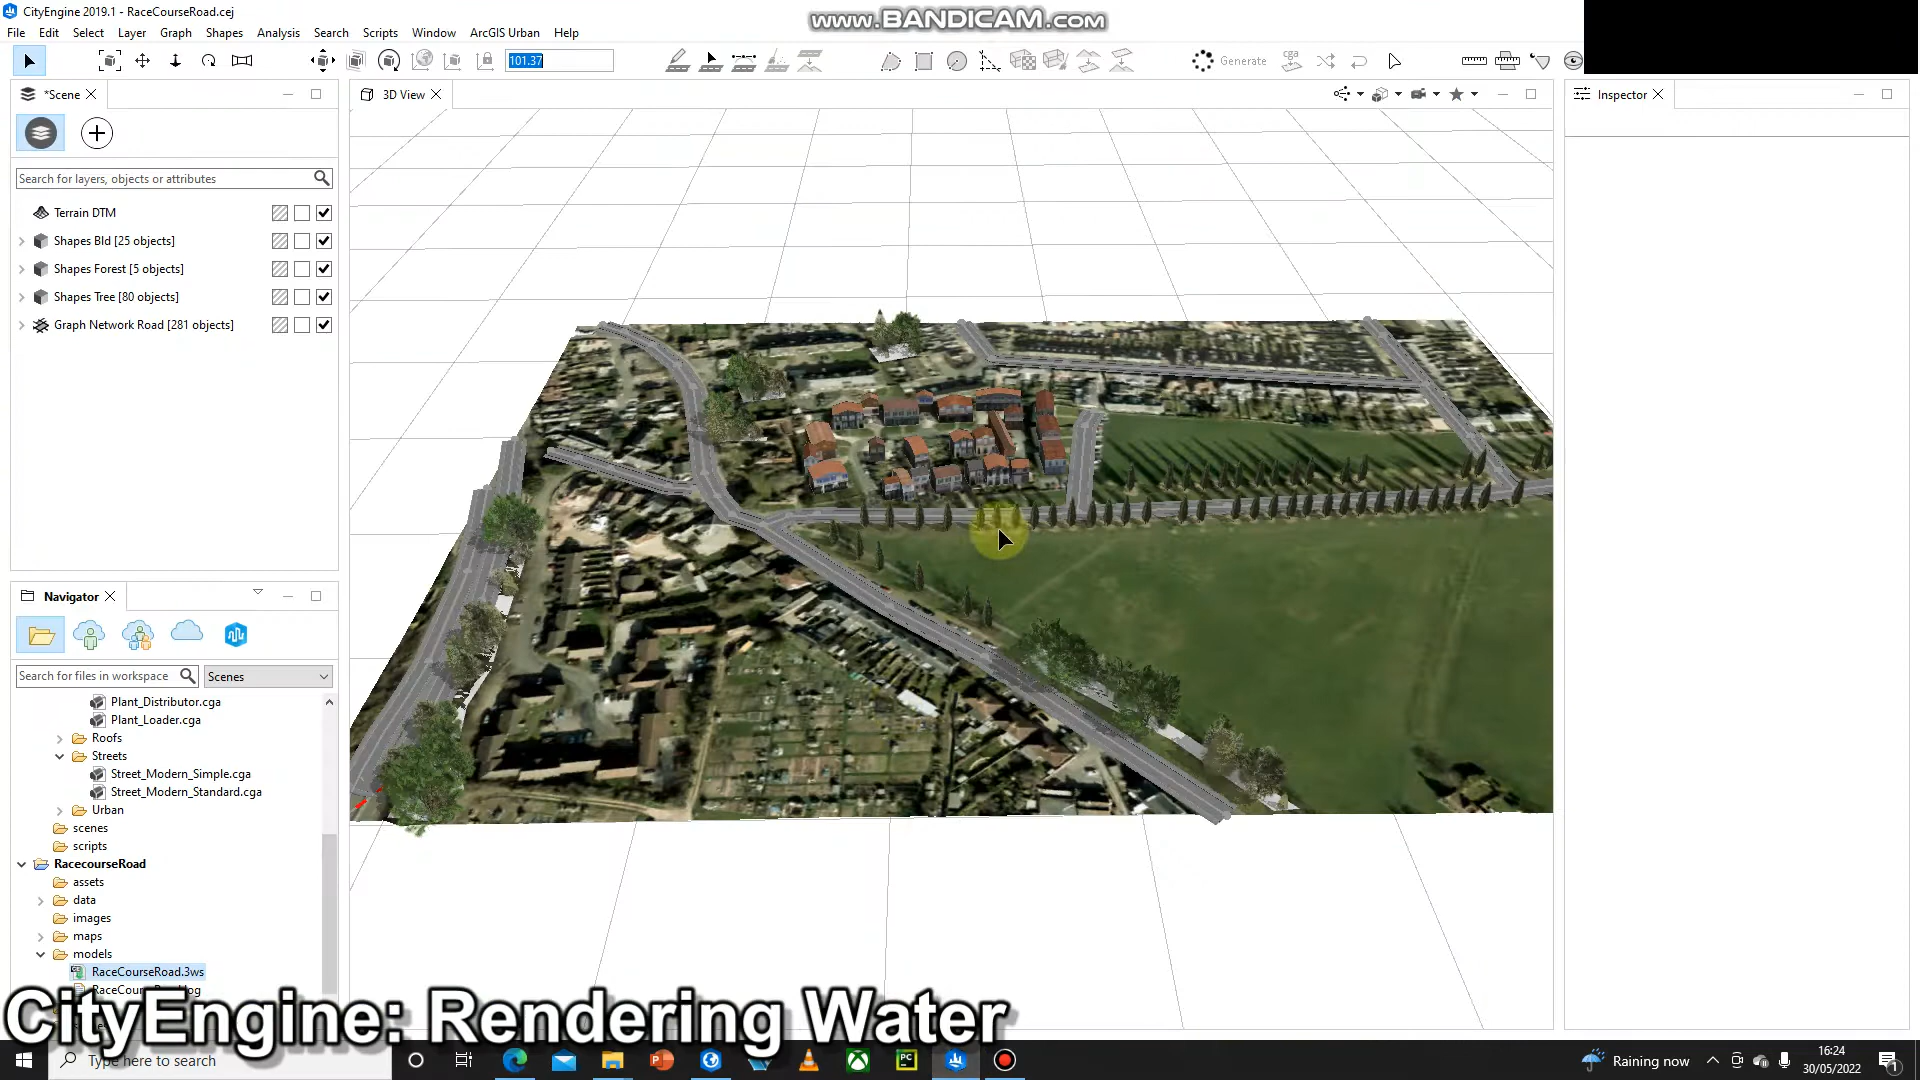 CityEngine 2019.1 - RaceCourseRoad.cej
WWW.BANDICAM.COM
File Edit Select Layer Graph Shapes Analysis Search Scripts Window ArcGIS Urban Help
101.37
Generate
cga
*Scene
3D View
Inspector
Search for layers, objects or attributes
Terrain DTM
Shapes Bld [25 objects]
Shapes Forest [5 objects]
Shapes Tree [80 objects]
Graph Network Road [281 objects]
Navigator
Search for files in workspace
Scenes
Plant_Distributor.cga
Plant_Loader.cga
Roofs
Streets
Street_Modern_Simple.cga
Street_Modern_Standard.cga
Urban
scenes
scripts
RacecourseRoad
assets
data
images
maps
models
RaceCourseRoad.3ws
CityEngine: Rendering Water
Type here to search
Raining now
16:24
30/05/2022
1